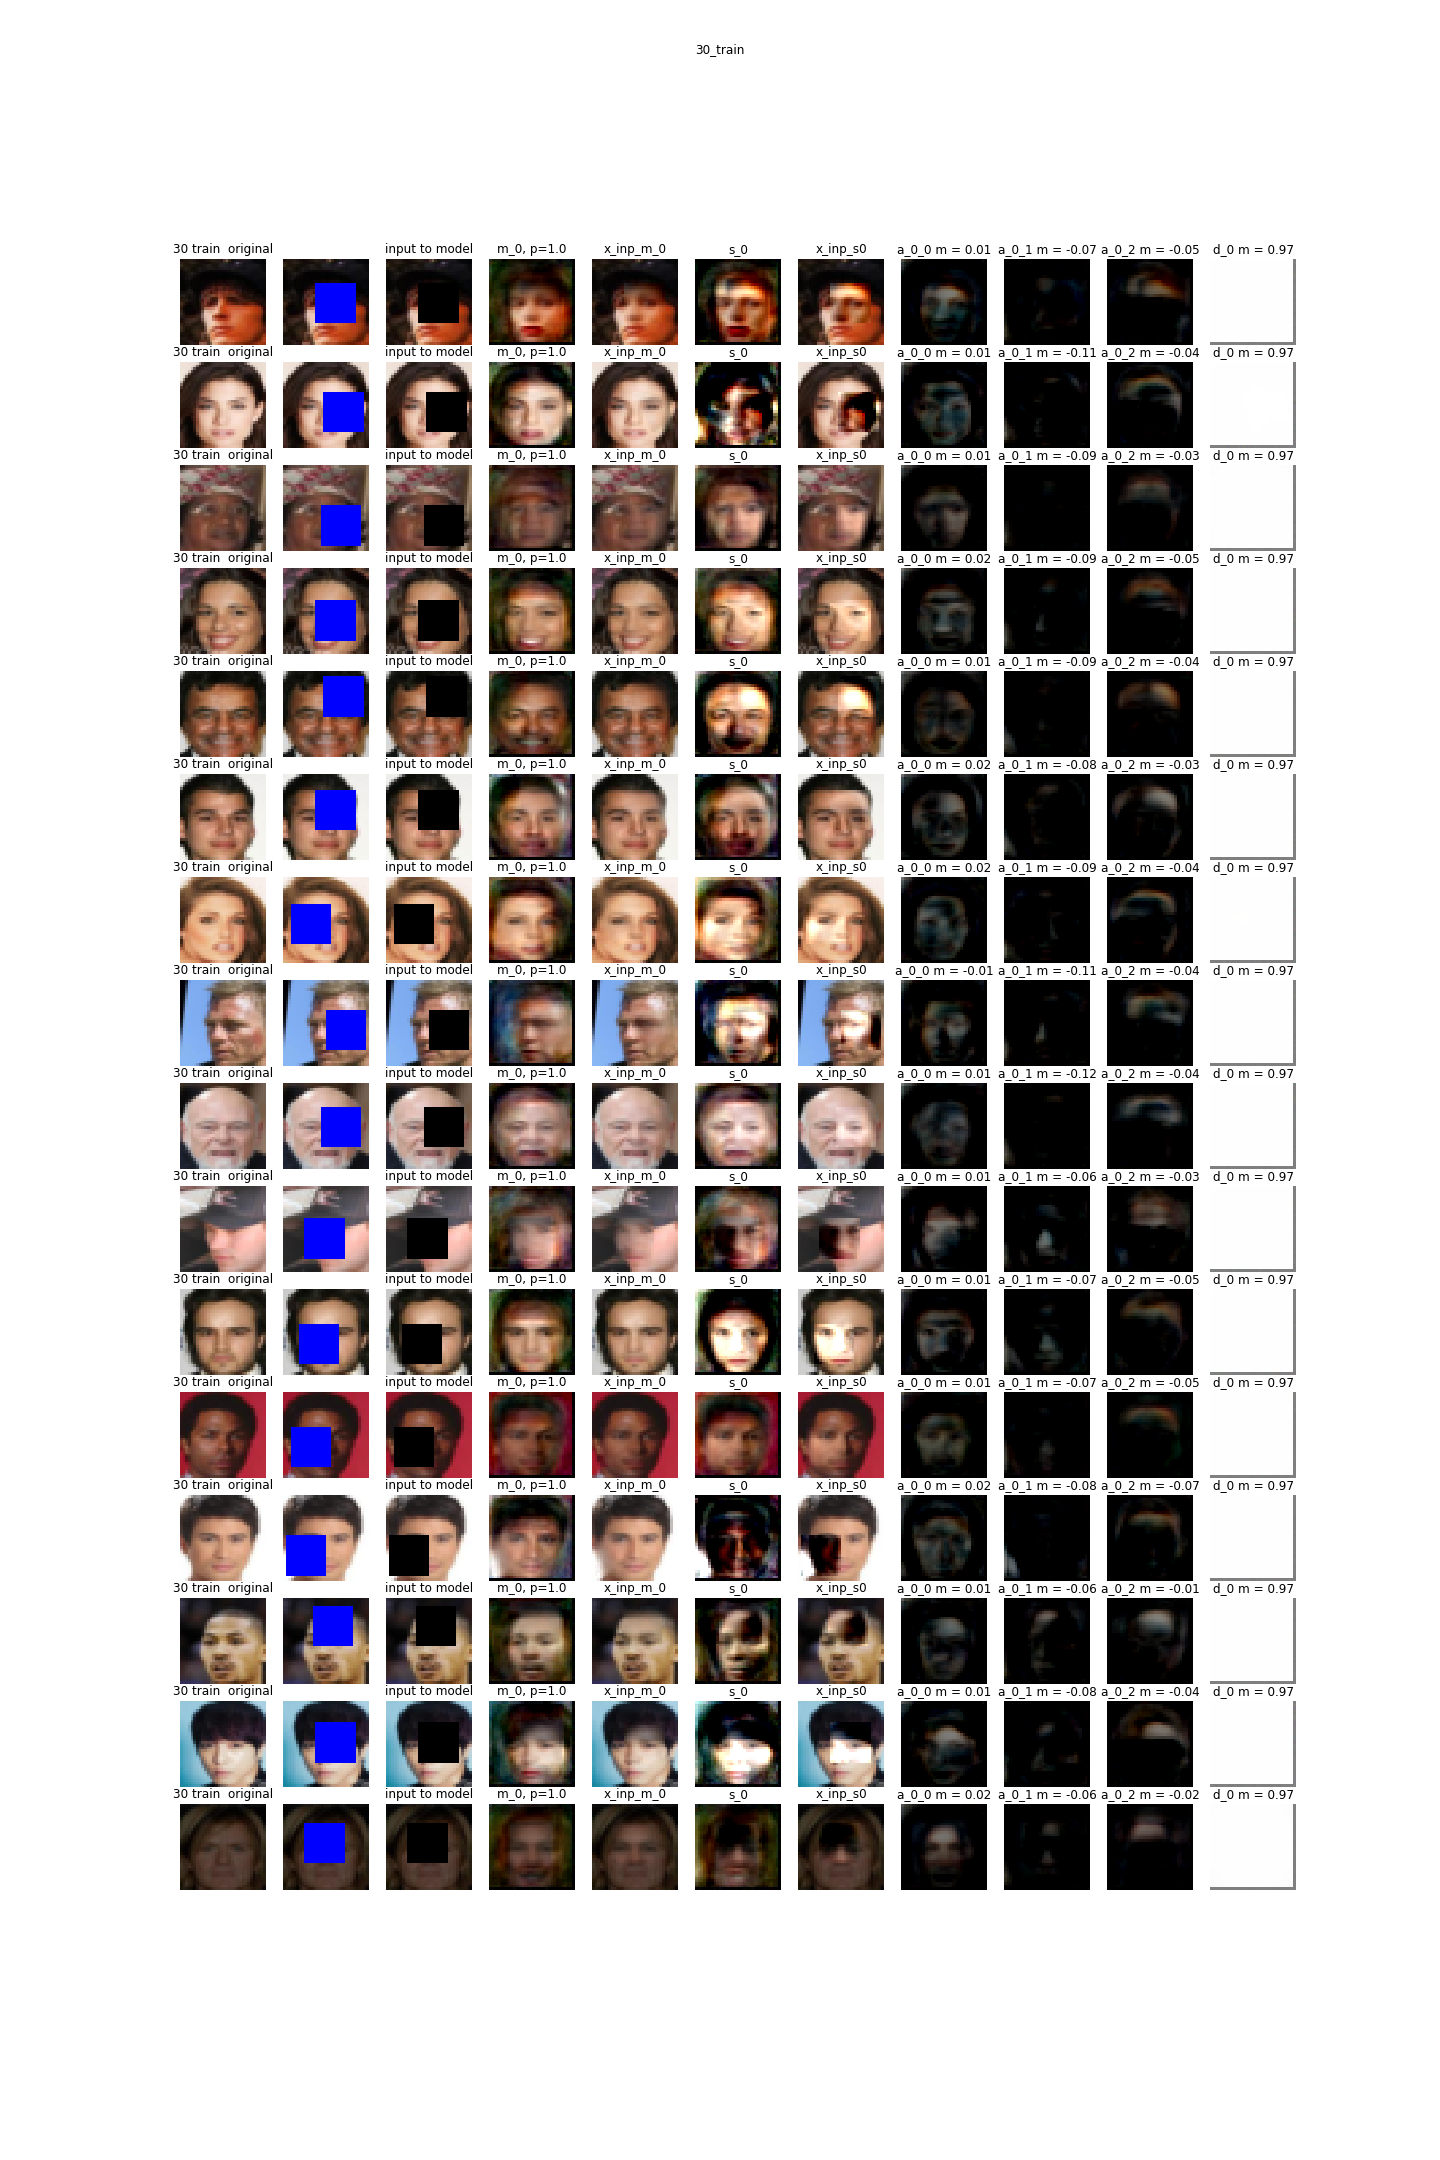 30_train
30 train original input to model m_0, p=1.0 x_inp_m_0 s_0 x_inp_s0 a_0_0 m = 0.01 a_0_1 m = -0.07 a_0_2 m = -0.05 d_0 m = 0.97
30 train original input to model m_0, p=1.0 x_inp_m_0 s_0 x_inp_s0 a_0_0 m = 0.01 a_0_1 m = -0.11 a_0_2 m = -0.04 d_0 m = 0.97
30 train original input to model m_0, p=1.0 x_inp_m_0 s_0 x_inp_s0 a_0_0 m = 0.01 a_0_1 m = -0.09 a_0_2 m = -0.03 d_0 m = 0.97
30 train original input to model m_0, p=1.0 x_inp_m_0 s_0 x_inp_s0 a_0_0 m = 0.02 a_0_1 m = -0.09 a_0_2 m = -0.05 d_0 m = 0.97
30 train original input to model m_0, p=1.0 x_inp_m_0 s_0 x_inp_s0 a_0_0 m = 0.01 a_0_1 m = -0.09 a_0_2 m = -0.04 d_0 m = 0.97
30 train original input to model m_0, p=1.0 x_inp_m_0 s_0 x_inp_s0 a_0_0 m = 0.02 a_0_1 m = -0.08 a_0_2 m = -0.03 d_0 m = 0.97
30 train original input to model m_0, p=1.0 x_inp_m_0 s_0 x_inp_s0 a_0_0 m = 0.02 a_0_1 m = -0.09 a_0_2 m = -0.04 d_0 m = 0.97
30 train original input to model m_0, p=1.0 x_inp_m_0 s_0 x_inp_s0 a_0_0 m = -0.01 a_0_1 m = -0.11 a_0_2 m = -0.04 d_0 m = 0.97
30 train original input to model m_0, p=1.0 x_inp_m_0 s_0 x_inp_s0 a_0_0 m = 0.01 a_0_1 m = -0.12 a_0_2 m = -0.04 d_0 m = 0.97
30 train original input to model m_0, p=1.0 x_inp_m_0 s_0 x_inp_s0 a_0_0 m = 0.01 a_0_1 m = -0.06 a_0_2 m = -0.03 d_0 m = 0.97
30 train original input to model m_0, p=1.0 x_inp_m_0 s_0 x_inp_s0 a_0_0 m = 0.01 a_0_1 m = -0.07 a_0_2 m = -0.05 d_0 m = 0.97
30 train original input to model m_0, p=1.0 x_inp_m_0 s_0 x_inp_s0 a_0_0 m = 0.01 a_0_1 m = -0.07 a_0_2 m = -0.05 d_0 m = 0.97
30 train original input to model m_0, p=1.0 x_inp_m_0 s_0 x_inp_s0 a_0_0 m = 0.02 a_0_1 m = -0.08 a_0_2 m = -0.07 d_0 m = 0.97
30 train original input to model m_0, p=1.0 x_inp_m_0 s_0 x_inp_s0 a_0_0 m = 0.01 a_0_1 m = -0.06 a_0_2 m = -0.01 d_0 m = 0.97
30 train original input to model m_0, p=1.0 x_inp_m_0 s_0 x_inp_s0 a_0_0 m = 0.01 a_0_1 m = -0.08 a_0_2 m = -0.04 d_0 m = 0.97
30 train original input to model m_0, p=1.0 x_inp_m_0 s_0 x_inp_s0 a_0_0 m = 0.02 a_0_1 m = -0.06 a_0_2 m = -0.02 d_0 m = 0.97